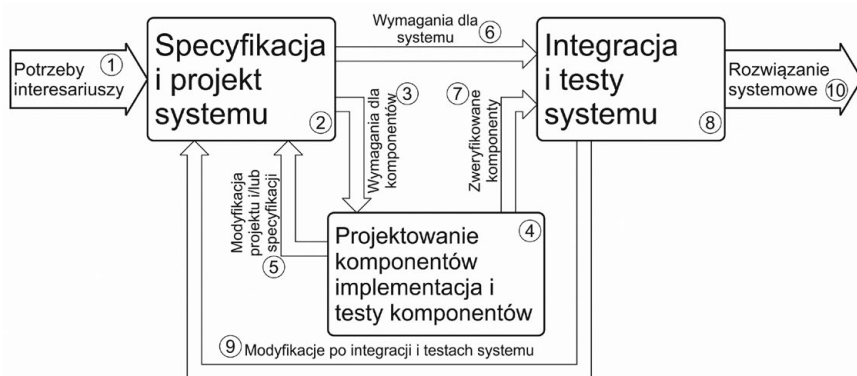 Potrzeby ①
interesariuszy
Specyfikacja
i projekt
systemu ②
Wymagania dla
systemu ⑥
③
Wymagania dla
komponentów
Projektowanie ④
komponentów
implementacja i
testy komponentów
Modyfikacja
projektu i/lub
specyfikacji
⑤
⑦
Zweryfikowane
komponenty
Integracja
i testy
systemu ⑧
⑨ Modyfikacje po integracji i testach systemu
Rozwiązanie
systemowe ⑩